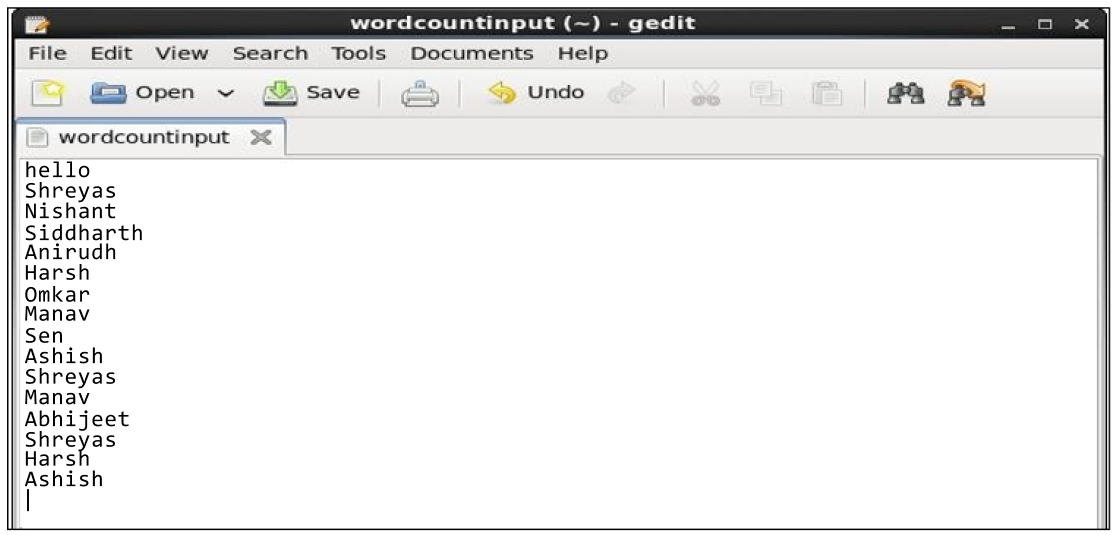 wordcountinput (~) - gedit
File Edit View Search Tools Documents Help
Open Save Undo
wordcountinput
hello
Shreyas
Nishant
Siddharth
Anirudh
Harsh
Omkar
Manav
Sen
Ashish
Shreyas
Manav
Abhijeet
Shreyas
Harsh
Ashish